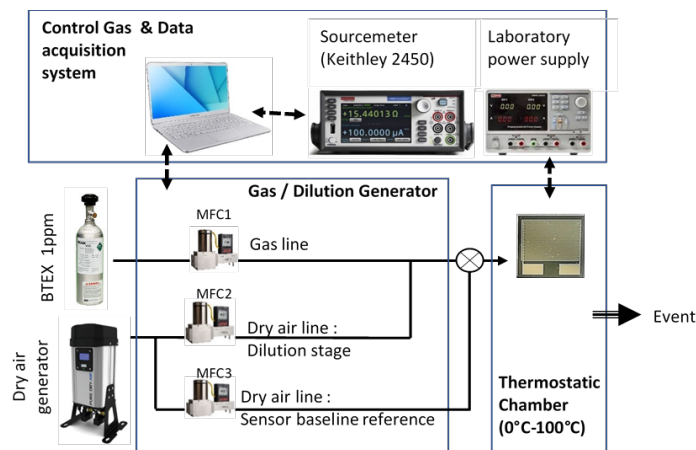 Control Gas & Data
acquisition
system
Sourcemeter
(Keithley 2450)
Laboratory
power supply
+15.44013 Ω
+100.0000 µA
Gas / Dilution Generator
MFC1
Gas line
BTEX 1ppm
MFC2
Dry air line :
Dilution stage
Dry air
generator
MFC3
Dry air line :
Sensor baseline reference
Thermostatic
Chamber
(0°C-100°C)
Event